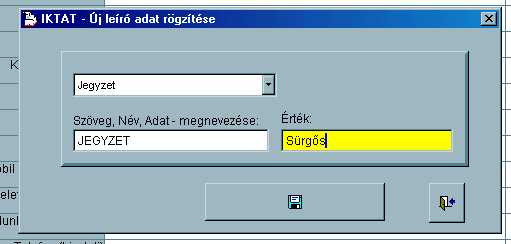 IKTAT - Új leíró adat rögzítése
Jegyzet
Szöveg, Név, Adat - megnevezése:
Érték:
JEGYZET
Sürgős